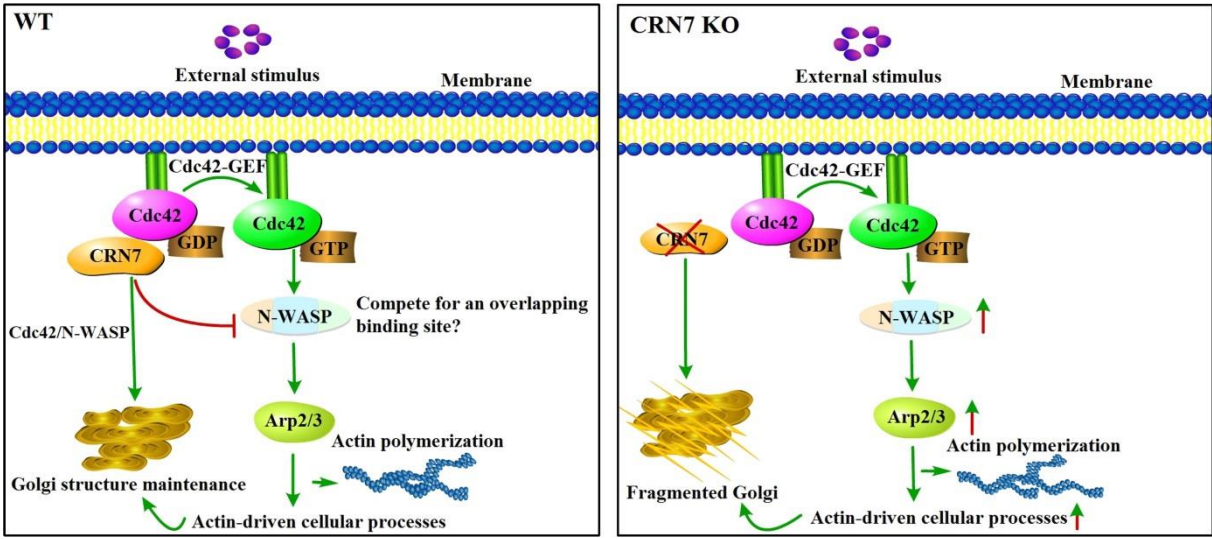 WT
External stimulus
Membrane
Cdc42-GEF
Cdc42
Cdc42
GDP
GTP
CRN7
Cdc42/N-WASP
N-WASP
Compete for an overlapping
binding site?
Arp2/3
Actin polymerization
Golgi structure maintenance
Actin-driven cellular processes
CRN7 KO
External stimulus
Membrane
Cdc42-GEF
Cdc42
Cdc42
CRN7
GDP
GTP
N-WASP
Arp2/3
Actin polymerization
Fragmented Golgi
Actin-driven cellular processes